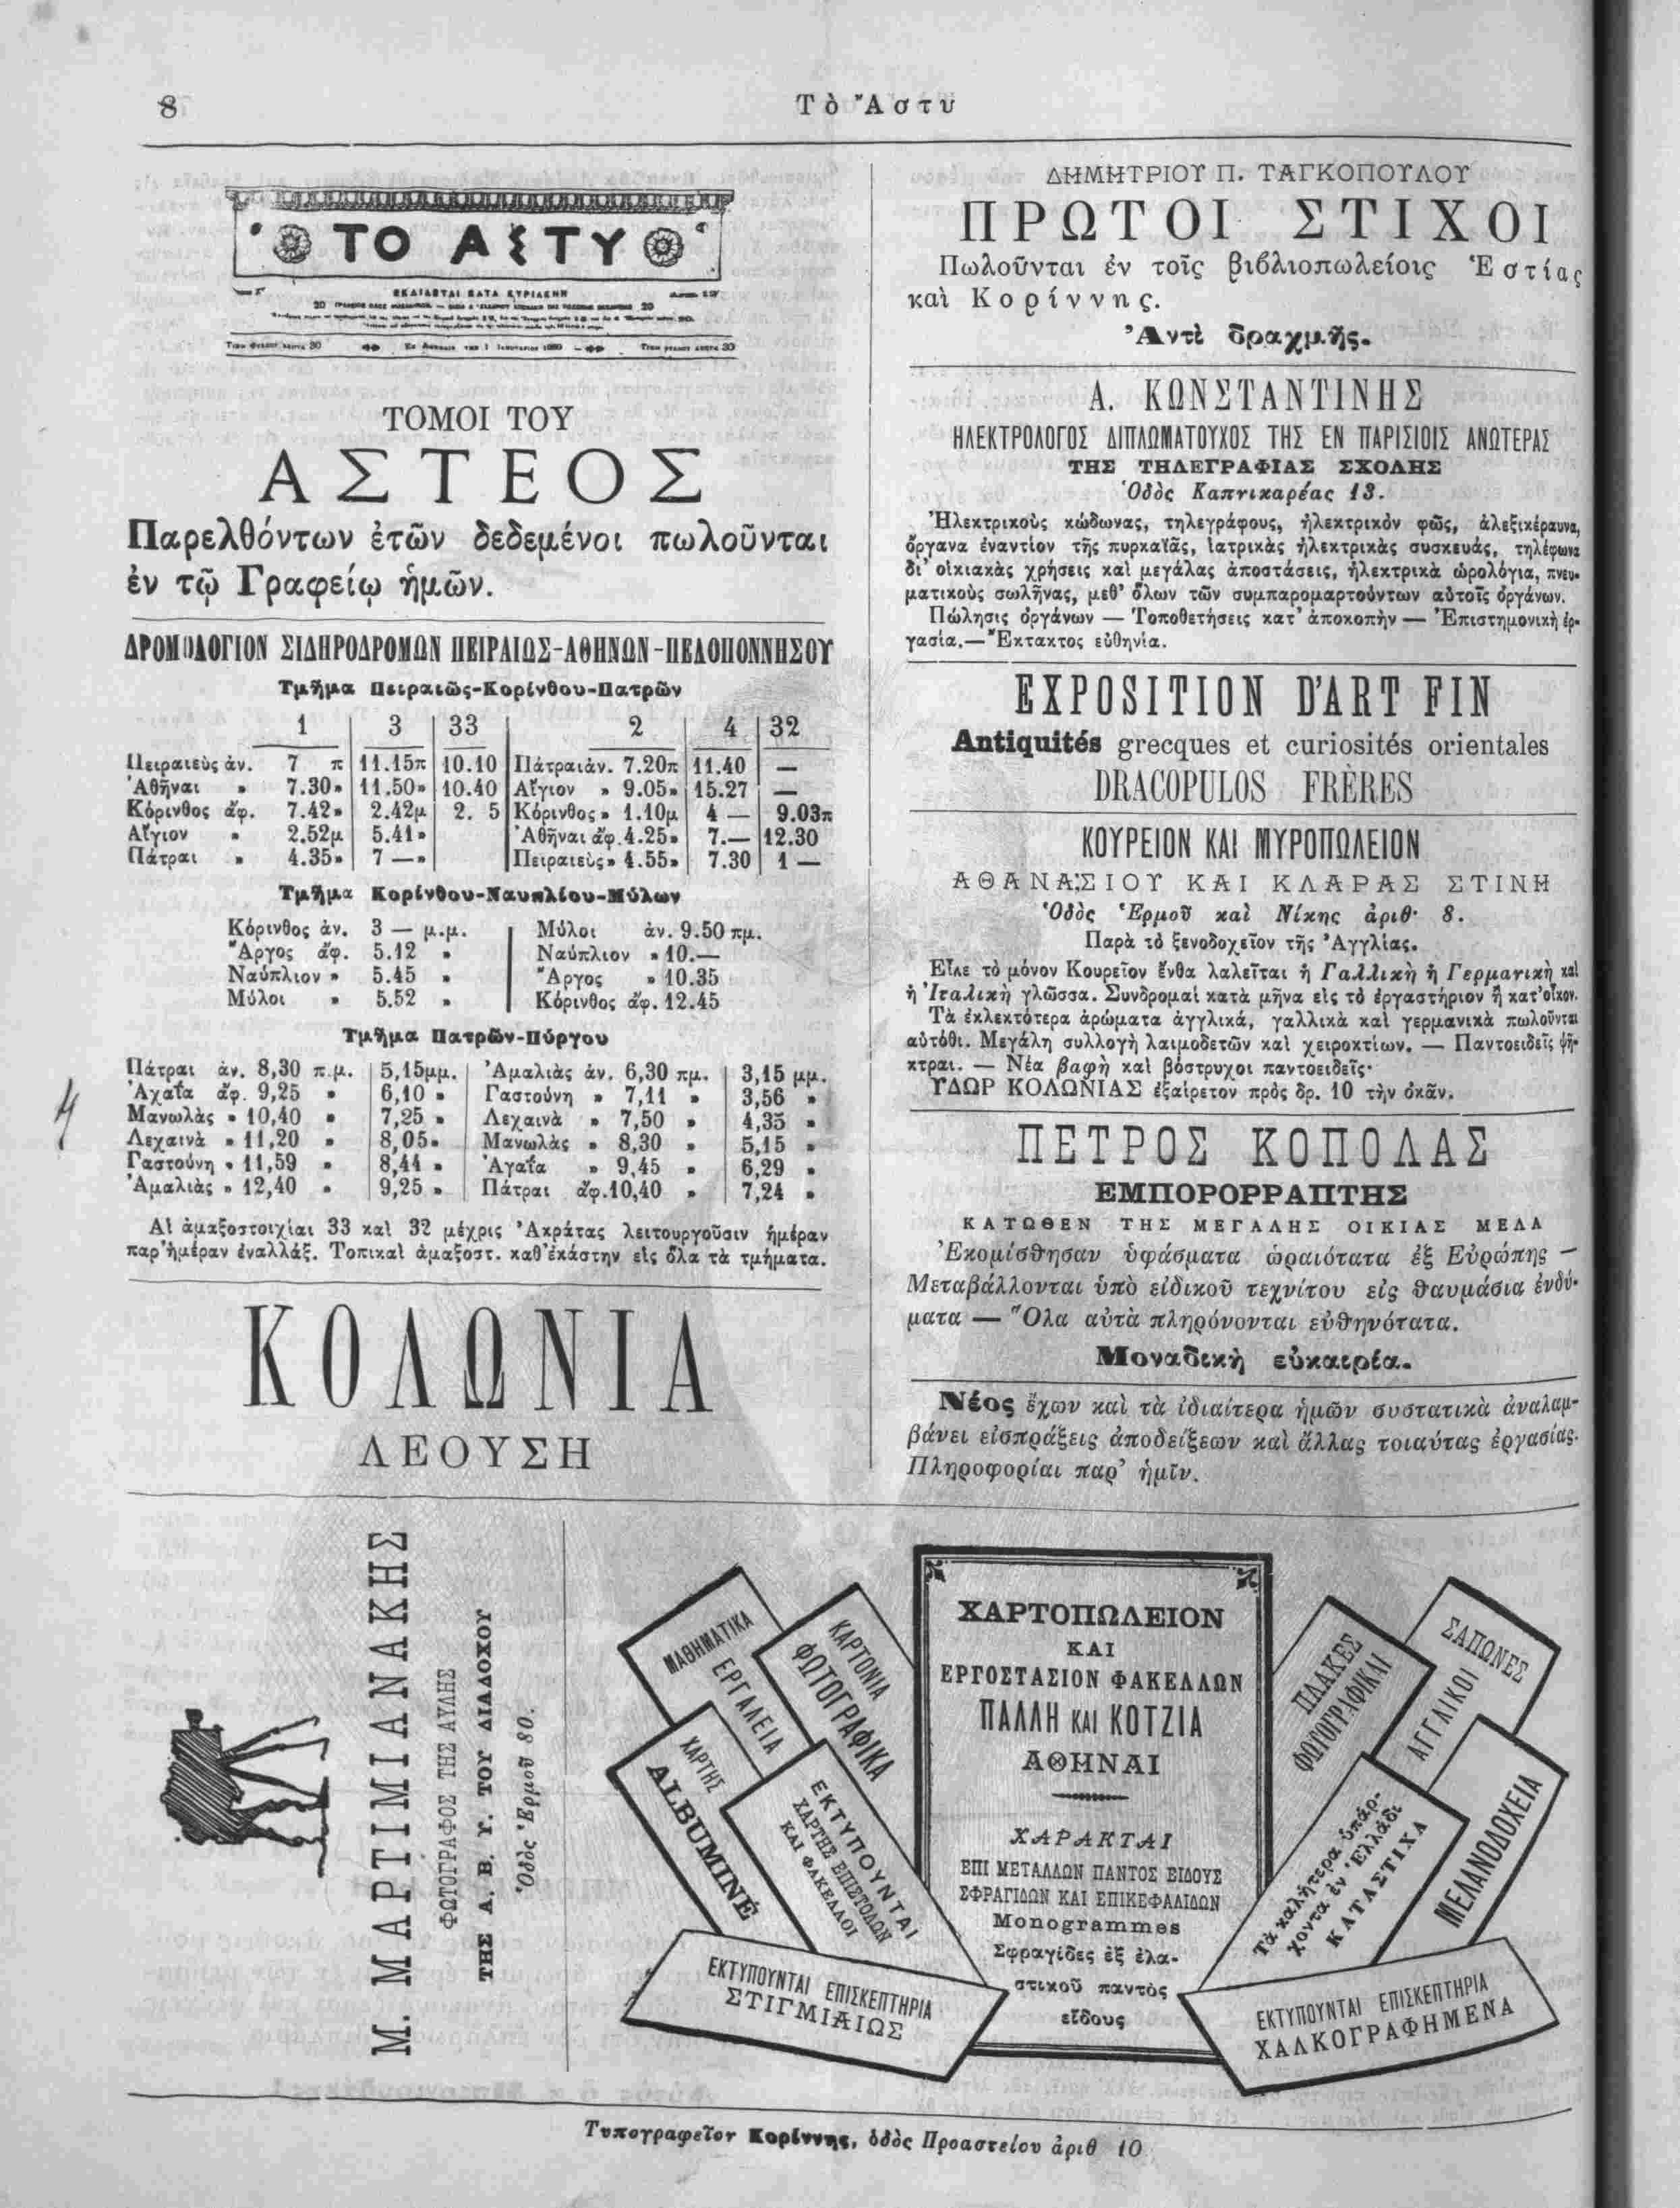 8
Τὸ Ἄστυ
ΤΟ ΑΣΤΥ
ΕΚΔΙΔΕΤΑΙ ΚΑΤΑ ΚΥΡΙΑΚΗΝ
ΤΟΜΟΙ ΤΟΥ
ΑΣΤΕΟΣ
Παρελθόντων ἐτῶν δεδεμένοι πωλοῦνται
ἐν τῷ Γραφείῳ ἡμῶν.
ΔΡΟΜΟΛΟΓΙΟΝ ΣΙΔΗΡΟΔΡΟΜΩΝ ΠΕΙΡΑΙΩΣ-ΑΘΗΝΩΝ-ΠΕΛΟΠΟΝΝΗΣΟΥ
Τμῆμα Πειραιῶς-Κορίνθου-Πατρῶν
1 3 33 2 4 32
Πειραιεὺς ἀν. 7 π 11.15π 10.10 Πάτραι ἀν. 7.20π 11.40 —
Ἀθῆναι » 7.30» 11.50» 10.40 Αἴγιον » 9.05» 15.27 —
Κόρινθος ἀφ. 7.42» 2.42μ 2. 5 Κόρινθος» 1.10μ 4 — 9.03π
Αἴγιον » 2.52μ 5.41» Ἀθῆναι ἀφ.4.25» 7.— 12.30
Πάτραι » 4.35» 7 —» Πειραιεὺς» 4.55» 7.30 1 —
Τμῆμα Κορίνθου-Ναυπλίου-Μύλων
Κόρινθος ἀν. 3 — μ.μ. Μύλοι ἀν. 9.50 πμ.
Ἄργος ἀφ. 5.12 » Ναύπλιον » 10.—
Ναύπλιον » 5.45 » Ἄργος » 10.35
Μύλοι » 5.52 » Κόρινθος ἀφ. 12.45
Τμῆμα Πατρῶν-Πύργου
Πάτραι ἀν. 8,30 π.μ. 5,15μμ. Ἀμαλιὰς ἀν. 6,30 πμ. 3,15 μμ.
Ἀχαΐα ἀφ. 9,25 » 6,10 » Γαστούνη » 7,11 » 3,56 »
Μανωλὰς » 10,40 » 7,25 » Λεχαινὰ » 7,50 » 4,35 »
Λεχαινὰ » 11,20 » 8,05» Μανωλὰς » 8,30 » 5,15 »
Γαστούνη » 11,59 » 8,44 » Ἀχαΐα » 9,45 » 6,29 »
Ἀμαλιὰς » 12,40 » 9,25 » Πάτραι ἀφ.10,40 » 7,24 »
Αἱ ἁμαξοστοιχίαι 33 καὶ 32 μέχρις Ἀκράτας λειτουργοῦσιν ἡμέραν
παρ' ἡμέραν ἐναλλάξ. Τοπικαὶ ἁμαξοστ. καθ' ἑκάστην εἰς ὅλα τὰ τμήματα.
ΚΟΛΩΝΙΑ
ΛΕΟΥΣΗ
ΔΗΜΗΤΡΙΟΥ Π. ΤΑΓΚΟΠΟΥΛΟΥ
ΠΡΩΤΟΙ ΣΤΙΧΟΙ
Πωλοῦνται ἐν τοῖς βιβλιοπωλείοις Ἑστίας
καὶ Κορίννης.
Ἀντὶ δραχμῆς.
Α. ΚΩΝΣΤΑΝΤΙΝΗΣ
ΗΛΕΚΤΡΟΛΟΓΟΣ ΔΙΠΛΩΜΑΤΟΥΧΟΣ ΤΗΣ ΕΝ ΠΑΡΙΣΙΟΙΣ ΑΝΩΤΕΡΑΣ
ΤΗΣ ΤΗΛΕΓΡΑΦΙΑΣ ΣΧΟΛΗΣ
Ὁδὸς Καπνικαρέας 13.
Ἠλεκτρικοὺς κώδωνας, τηλεγράφους, ἠλεκτρικὸν φῶς, ἀλεξικέραυνα,
ὄργανα ἐναντίον τῆς πυρκαϊᾶς, ἰατρικὰς ἠλεκτρικὰς συσκευάς, τηλέφωνα
δι' οἰκιακὰς χρήσεις καὶ μεγάλας ἀποστάσεις, ἠλεκτρικὰ ὡρολόγια, πνευ-
ματικοὺς σωλῆνας, μεθ' ὅλων τῶν συμπαρομαρτούντων αὐτοῖς ὀργάνων.
Πώλησις ὀργάνων — Τοποθετήσεις κατ' ἀποκοπὴν — Ἐπιστημονικὴ ἐρ-
γασία.—Ἔκτακτος εὐθηνία.
EXPOSITION D'ART FIN
Antiquités grecques et curiosités orientales
DRACOPULOS FRÈRES
ΚΟΥΡΕΙΟΝ ΚΑΙ ΜΥΡΟΠΩΛΕΙΟΝ
ΑΘΑΝΑΣΙΟΥ ΚΑΙ ΚΛΑΡΑΣ ΣΤΙΝΗ
Ὁδὸς Ἑρμοῦ καὶ Νίκης ἀριθ· 8.
Παρὰ τὸ ξενοδοχεῖον τῆς Ἀγγλίας.
Εἶνε τὸ μόνον Κουρεῖον ἔνθα λαλεῖται ἡ Γαλλικὴ ἡ Γερμανικὴ καὶ
ἡ Ἰταλικὴ γλῶσσα. Συνδρομαὶ κατὰ μῆνα εἰς τὸ ἐργαστήριον ἢ κατ' οἶκον.
Τὰ ἐκλεκτότερα ἀρώματα ἀγγλικά, γαλλικὰ καὶ γερμανικὰ πωλοῦνται
αὐτόθι. Μεγάλη συλλογὴ λαιμοδετῶν καὶ χειροκτίων. — Παντοειδεῖς ψῆ-
κτραι. — Νέα βαφὴ καὶ βόστρυχοι παντοειδεῖς·
ΥΔΩΡ ΚΟΛΩΝΙΑΣ ἐξαίρετον πρὸς δρ. 10 τὴν ὀκᾶν.
ΠΕΤΡΟΣ ΚΟΠΟΛΑΣ
ΕΜΠΟΡΟΡΡΑΠΤΗΣ
ΚΑΤΩΘΕΝ ΤΗΣ ΜΕΓΑΛΗΣ ΟΙΚΙΑΣ ΜΕΛΑ
Ἐκομίσθησαν ὑφάσματα ὡραιότατα ἐξ Εὐρώπης —
Μεταβάλλονται ὑπὸ εἰδικοῦ τεχνίτου εἰς θαυμάσια ἐνδύ-
ματα — Ὅλα αὐτὰ πληρόνονται εὐθηνότατα.
Μοναδικὴ εὐκαιρία.
Νέος ἔχων καὶ τὰ ἰδιαίτερα ἡμῶν συστατικὰ ἀναλαμ-
βάνει εἰσπράξεις ἀποδείξεων καὶ ἄλλας τοιαύτας ἐργασίας.
Πληροφορίαι παρ' ἡμῖν.
Μ. ΜΑΡΤΙΜΙΑΝΑΚΗΣ
ΦΩΤΟΓΡΑΦΟΣ ΤΗΣ ΑΥΛΗΣ
ΤΗΣ Α. Β. Υ. ΤΟΥ ΔΙΑΔΟΧΟΥ
Ὁδὸς Ἑρμοῦ 80.
ΜΑΘΗΜΑΤΙΚΑ
ΕΡΓΑΛΕΙΑ
ΚΑΡΤΟΝΙΑ
ΦΩΤΟΓΡΑΦΙΚΑ
ΧΑΡΤΗΣ
ALBUMINÉ
ΕΚΤΥΠΟΥΝΤΑΙ
ΧΑΡΤΗΣ ΕΠΙΣΤΟΛΩΝ
ΚΑΙ ΦΑΚΕΛΛΟΙ
ΕΚΤΥΠΟΥΝΤΑΙ ΕΠΙΣΚΕΠΤΗΡΙΑ
ΣΤΙΓΜΙΑΙΩΣ
ΧΑΡΤΟΠΩΛΕΙΟΝ
ΚΑΙ
ΕΡΓΟΣΤΑΣΙΟΝ ΦΑΚΕΛΛΩΝ
ΠΑΛΛΗ ΚΑΙ ΚΟΤΖΙΑ
ΑΘΗΝΑΙ
ΧΑΡΑΚΤΑΙ
ΕΠΙ ΜΕΤΑΛΛΩΝ ΠΑΝΤΟΣ ΕΙΔΟΥΣ
ΣΦΡΑΓΙΔΩΝ ΚΑΙ ΕΠΙΚΕΦΑΛΙΔΩΝ
Monogrammes
Σφραγίδες ἐξ ἐλα-
στικοῦ παντὸς
εἴδους
ΠΛΑΚΕΣ
ΦΩΤΟΓΡΑΦΙΚΑΙ
ΣΑΠΩΝΕΣ
ΑΓΓΛΙΚΟΙ
Τὰ καλήτερα ὑπάρ-
χοντα ἐν Ἑλλάδι
ΚΑΤΑΣΤΙΧΑ
ΜΕΛΑΝΟΔΟΧΕΙΑ
ΕΚΤΥΠΟΥΝΤΑΙ ΕΠΙΣΚΕΠΤΗΡΙΑ
ΧΑΛΚΟΓΡΑΦΗΜΕΝΑ
Τυπογραφεῖον Κορίννης, ὁδὸς Προαστείου ἀριθ 10